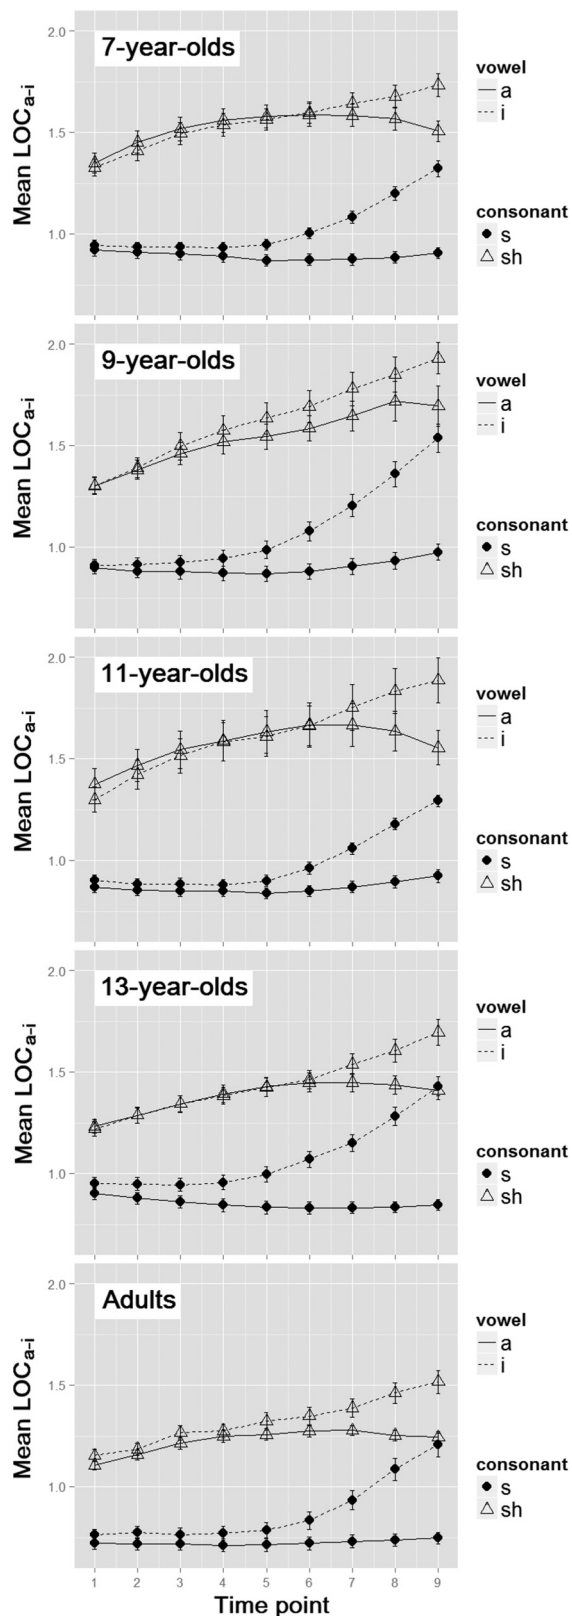 7-year-olds
Mean LOCa-i
2.0
1.5
1.0
vowel
a
i
consonant
s
sh
9-year-olds
Mean LOCa-i
2.0
1.5
1.0
vowel
a
i
consonant
s
sh
11-year-olds
Mean LOCa-i
2.0
1.5
1.0
vowel
a
i
consonant
s
sh
13-year-olds
Mean LOCa-i
2.0
1.5
1.0
vowel
a
i
consonant
s
sh
Adults
Mean LOCa-i
2.0
1.5
1.0
vowel
a
i
consonant
s
sh
1 2 3 4 5 6 7 8 9
Time point